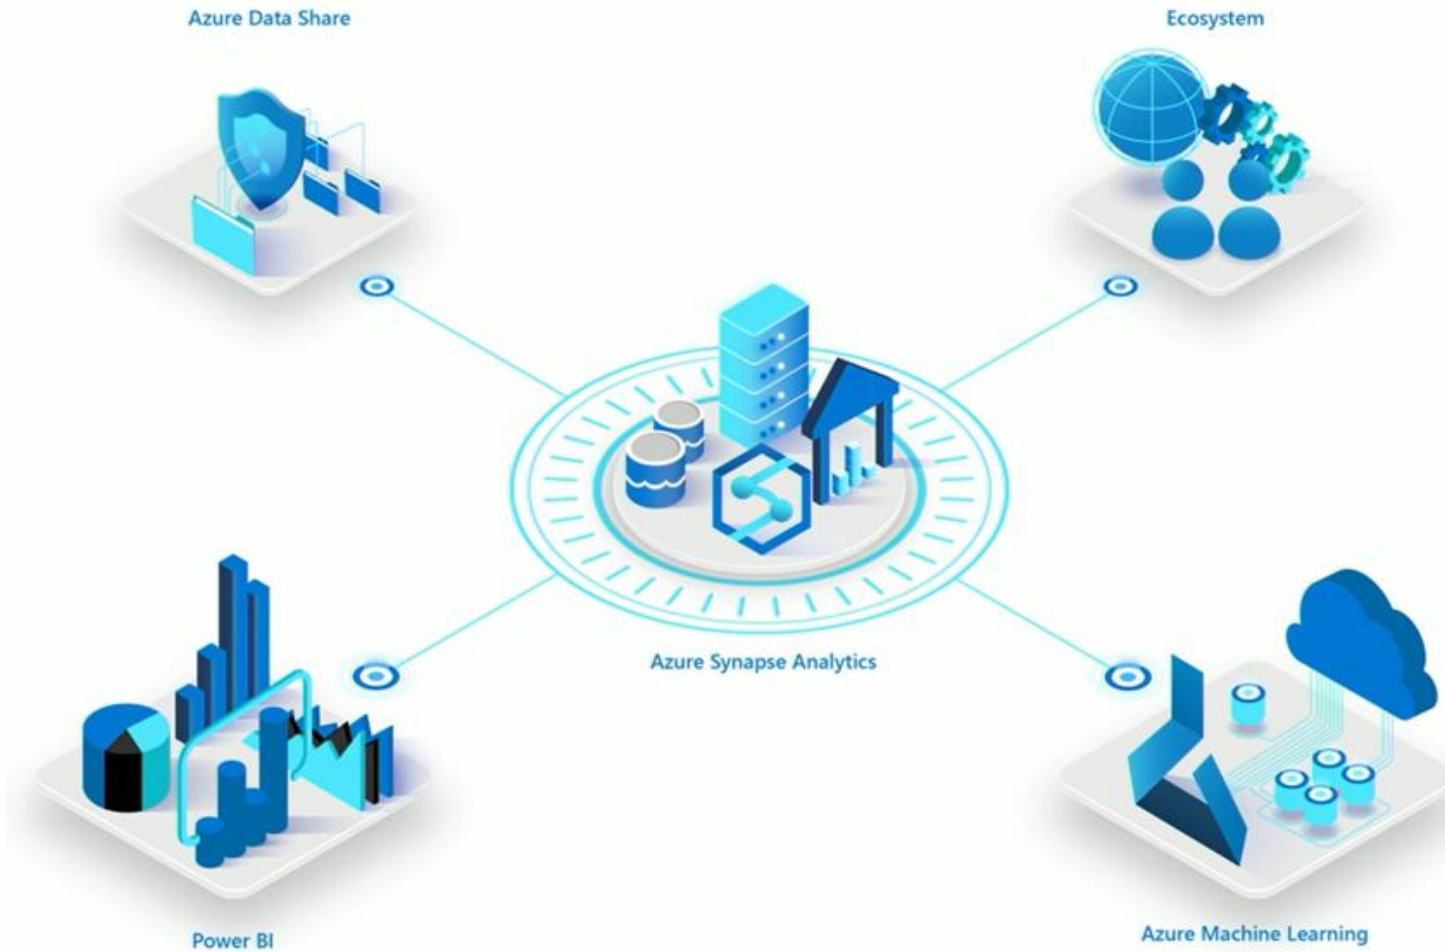 Azure Data Share
Ecosystem
Azure Synapse Analytics
Power BI
Azure Machine Learning